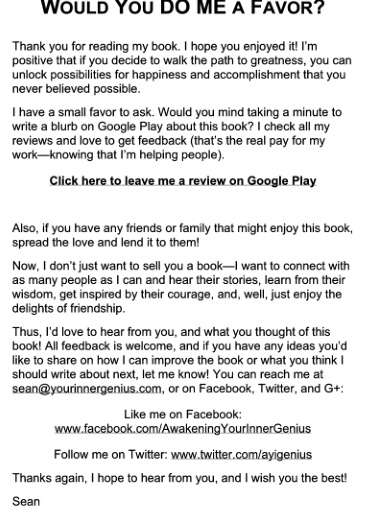 WOULD YOU DO ME A FAVOR?
Thank you for reading my book. I hope you enjoyed it! I'm
positive that if you decide to walk the path to greatness, you can
unlock possibilities for happiness and accomplishment that you
never believed possible.
I have a small favor to ask. Would you mind taking a minute to
write a blurb on Google Play about this book? I check all my
reviews and love to get feedback (that's the real pay for my
work—knowing that I'm helping people).
Click here to leave me a review on Google Play
Also, if you have any friends or family that might enjoy this book,
spread the love and lend it to them!
Now, I don't just want to sell you a book—I want to connect with
as many people as I can and hear their stories, learn from their
wisdom, get inspired by their courage, and, well, just enjoy the
delights of friendship.
Thus, I'd love to hear from you, and what you thought of this
book! All feedback is welcome, and if you have any ideas you'd
like to share on how I can improve the book or what you think I
should write about next, let me know! You can reach me at
sean@yourinnergenius.com, or on Facebook, Twitter, and G+:
Like me on Facebook:
www.facebook.com/AwakeningYourInnerGenius
Follow me on Twitter: www.twitter.com/ayigenius
Thanks again, I hope to hear from you, and I wish you the best!
Sean